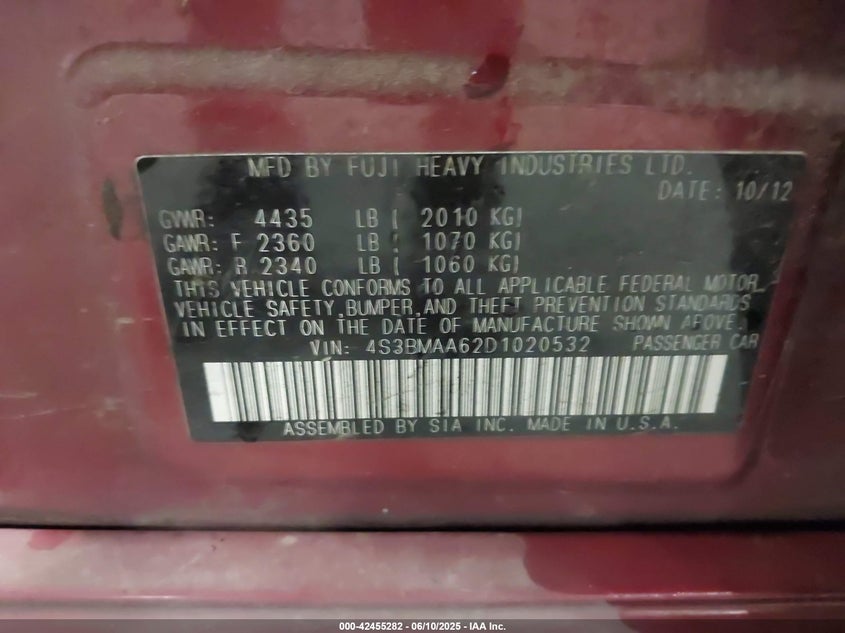 MFD BY FUJI HEAVY INDUSTRIES LTD.
DATE: 10/12
GVWR: 4435 LB ( 2010 KG)
GAWR: F 2360 LB ( 1070 KG)
GAWR: R 2340 LB ( 1060 KG)
THIS VEHICLE CONFORMS TO ALL APPLICABLE FEDERAL MOTOR
VEHICLE SAFETY, BUMPER, AND THEFT PREVENTION STANDARDS
IN EFFECT ON THE DATE OF MANUFACTURE SHOWN ABOVE.
VIN: 4S3BMAA62D1020532 PASSENGER CAR
ASSEMBLED BY SIA INC. MADE IN U.S.A.
000-42455282 - 06/10/2025 - IAA Inc.